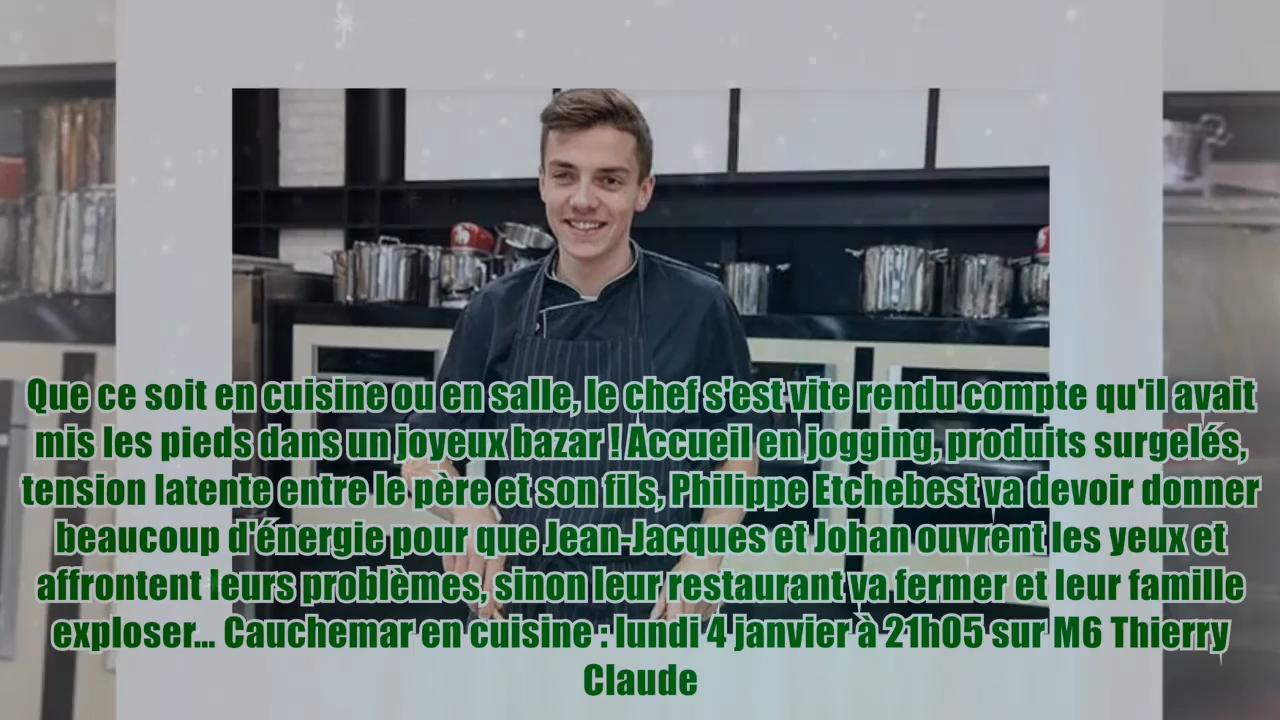 Que ce soit en cuisine ou en salle, le chef s'est vite rendu compte qu'il avait
mis les pieds dans un joyeux bazar ! Accueil en jogging, produits surgelés,
tension latente entre le père et son fils, Philippe Etchebest va devoir donner
beaucoup d'énergie pour que Jean-Jacques et Johan ouvrent les yeux et
affrontent leurs problèmes, sinon leur restaurant va fermer et leur famille
exploser... Cauchemar en cuisine : lundi 4 janvier à 21h05 sur M6 Thierry
Claude